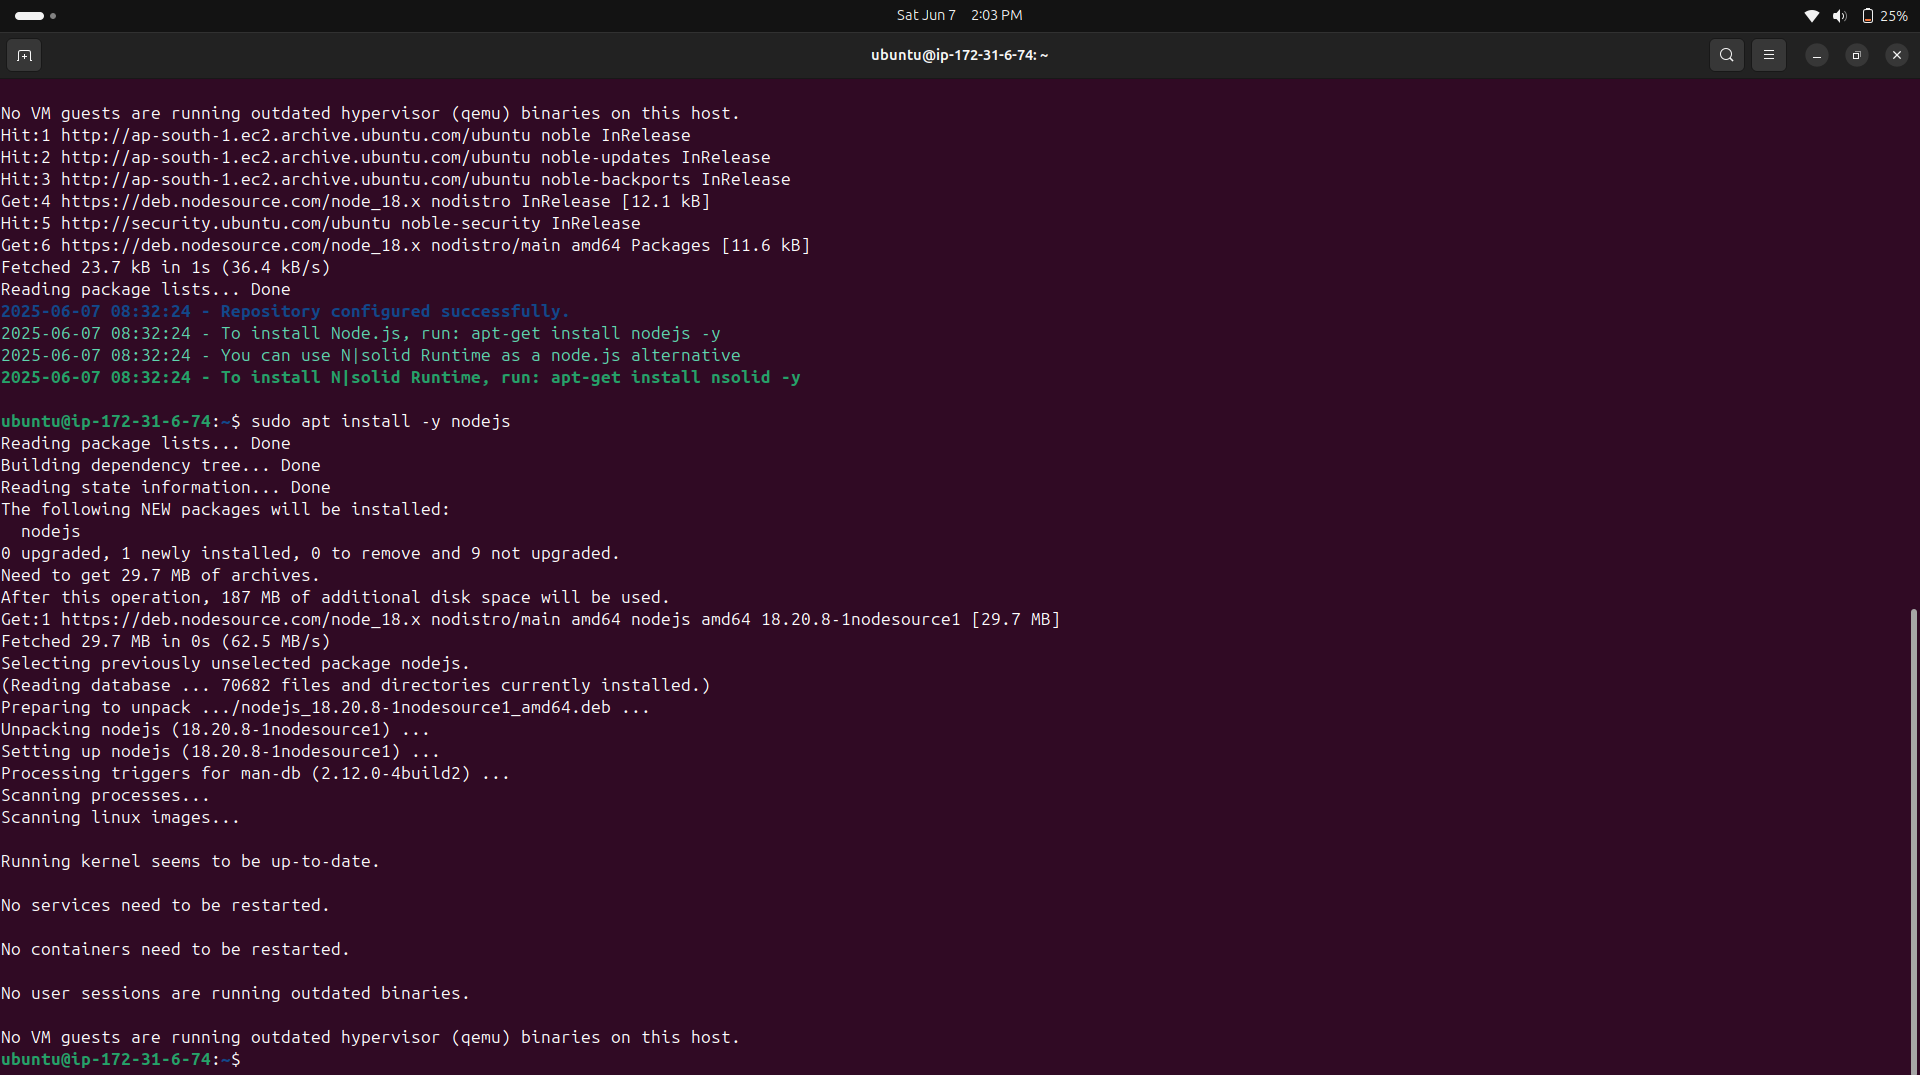 Sat Jun 7 2:03 PM
25%
ubuntu@ip-172-31-6-74: ~
No VM guests are running outdated hypervisor (qemu) binaries on this host.
Hit:1 http://ap-south-1.ec2.archive.ubuntu.com/ubuntu noble InRelease
Hit:2 http://ap-south-1.ec2.archive.ubuntu.com/ubuntu noble-updates InRelease
Hit:3 http://ap-south-1.ec2.archive.ubuntu.com/ubuntu noble-backports InRelease
Get:4 https://deb.nodesource.com/node_18.x nodistro InRelease [12.1 kB]
Hit:5 http://security.ubuntu.com/ubuntu noble-security InRelease
Get:6 https://deb.nodesource.com/node_18.x nodistro/main amd64 Packages [11.6 kB]
Fetched 23.7 kB in 1s (36.4 kB/s)
Reading package lists... Done
2025-06-07 08:32:24 - Repository configured successfully.
2025-06-07 08:32:24 - To install Node.js, run: apt-get install nodejs -y
2025-06-07 08:32:24 - You can use N|solid Runtime as a node.js alternative
2025-06-07 08:32:24 - To install N|solid Runtime, run: apt-get install nsolid -y
ubuntu@ip-172-31-6-74:~$ sudo apt install -y nodejs
Reading package lists... Done
Building dependency tree... Done
Reading state information... Done
The following NEW packages will be installed:
  nodejs
0 upgraded, 1 newly installed, 0 to remove and 9 not upgraded.
Need to get 29.7 MB of archives.
After this operation, 187 MB of additional disk space will be used.
Get:1 https://deb.nodesource.com/node_18.x nodistro/main amd64 nodejs amd64 18.20.8-1nodesource1 [29.7 MB]
Fetched 29.7 MB in 0s (62.5 MB/s)
Selecting previously unselected package nodejs.
(Reading database ... 70682 files and directories currently installed.)
Preparing to unpack .../nodejs_18.20.8-1nodesource1_amd64.deb ...
Unpacking nodejs (18.20.8-1nodesource1) ...
Setting up nodejs (18.20.8-1nodesource1) ...
Processing triggers for man-db (2.12.0-4build2) ...
Scanning processes...
Scanning linux images...
Running kernel seems to be up-to-date.
No services need to be restarted.
No containers need to be restarted.
No user sessions are running outdated binaries.
No VM guests are running outdated hypervisor (qemu) binaries on this host.
ubuntu@ip-172-31-6-74:~$